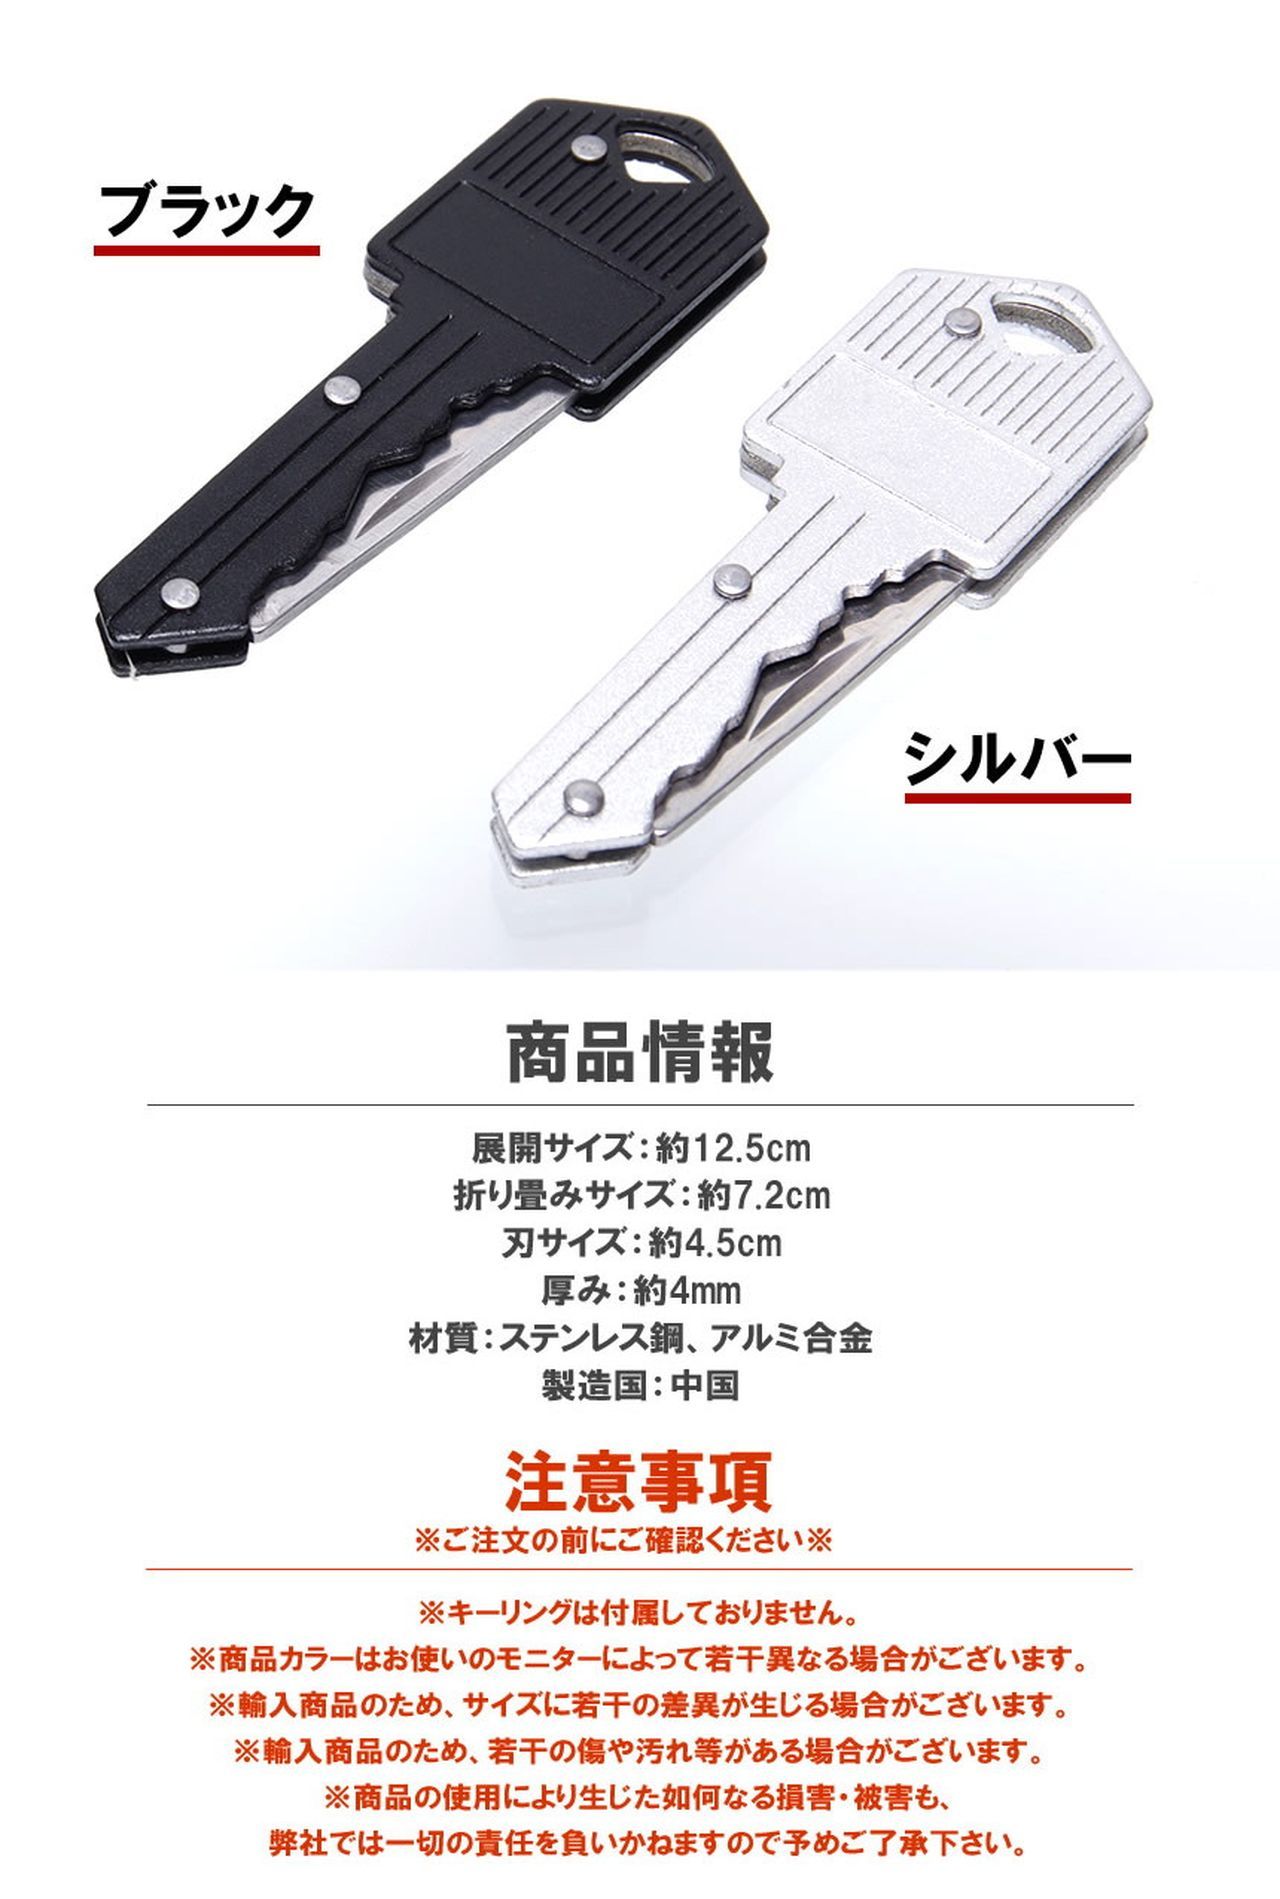 ブラック
シルバー
商品情報
展開サイズ：約12.5cm
折り畳みサイズ：約7.2cm
刃サイズ：約4.5cm
厚み：約4mm
材質：ステンレス鋼、アルミ合金
製造国：中国
注意事項
※ご注文の前にご確認ください※
※キーリングは付属しておりません。
※商品カラーはお使いのモニターによって若干異なる場合がございます。
※輸入商品のため、サイズに若干の差異が生じる場合がございます。
※輸入商品のため、若干の傷や汚れ等がある場合がございます。
※商品の使用により生じた如何なる損害・被害も、
弊社では一切の責任を負いかねますので予めご了承下さい。